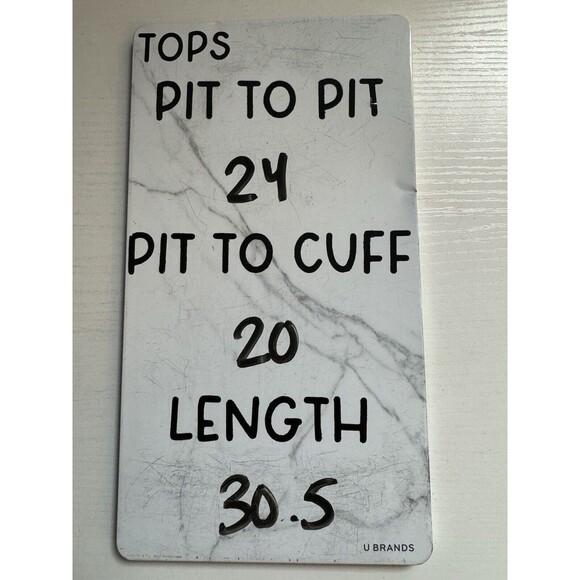 TOPS
PIT TO PIT
24
PIT TO CUFF
20
LENGTH
30.5
U BRANDS